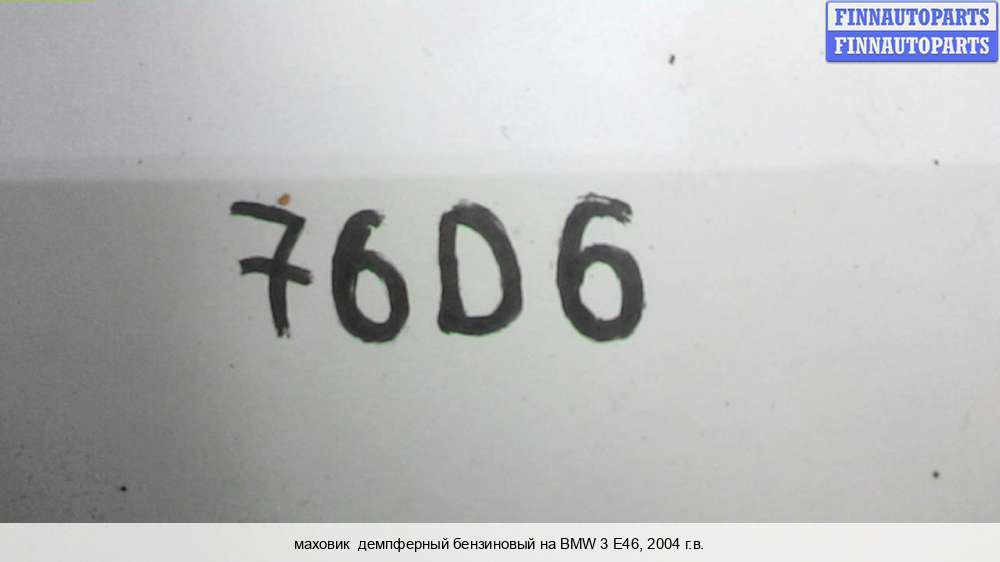 FINNAUTOPARTS
FINNAUTOPARTS
76D6
маховик демпферный бензиновый на BMW 3 E46, 2004 г.в.